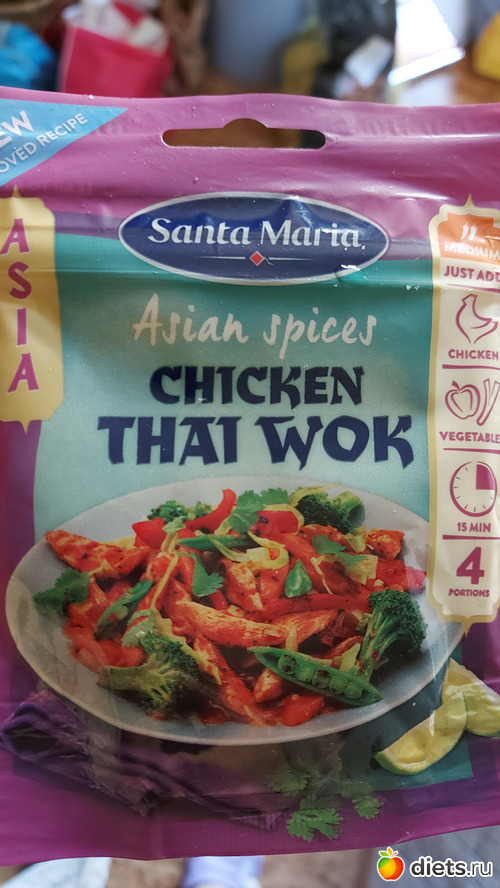 NEW
OVED RECIPE
ASIA
Santa Maria
Asian spices
CHICKEN
THAI WOK
MEDIUM
JUST ADD
CHICKEN
VEGETABLE
15 MIN
4
PORTIONS
diets.ru